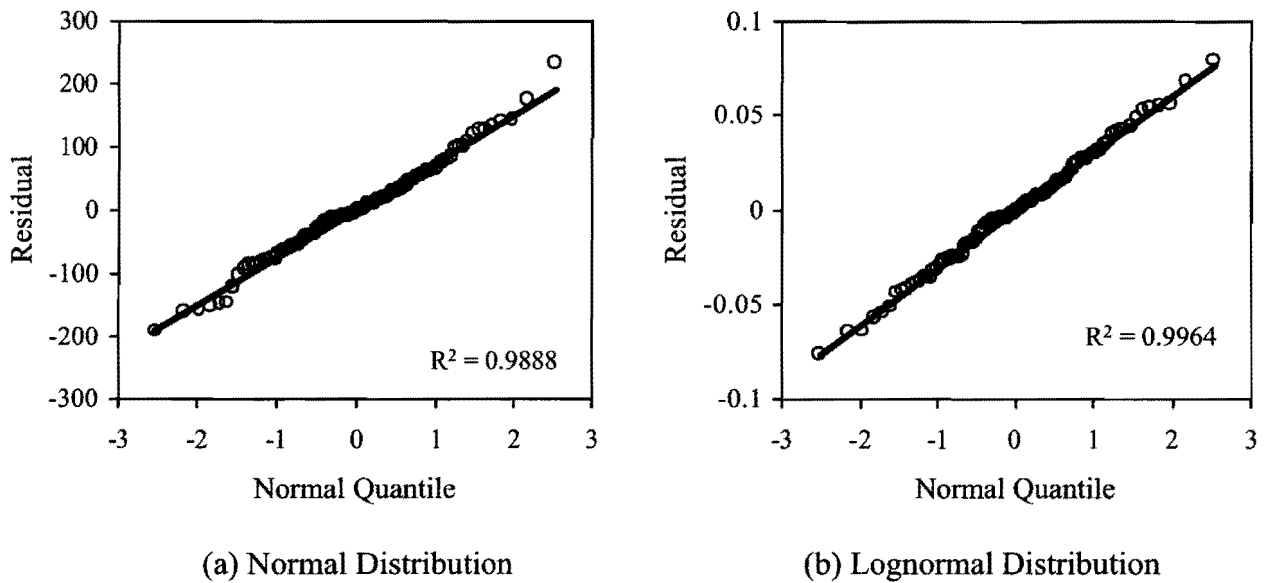 300
200
100
0
-100
-200
-300
Residual
R² = 0.9888
-3 -2 -1 0 1 2 3
Normal Quantile
(a) Normal Distribution
0.1
0.05
0
-0.05
-0.1
Residual
R² = 0.9964
-3 -2 -1 0 1 2 3
Normal Quantile
(b) Lognormal Distribution